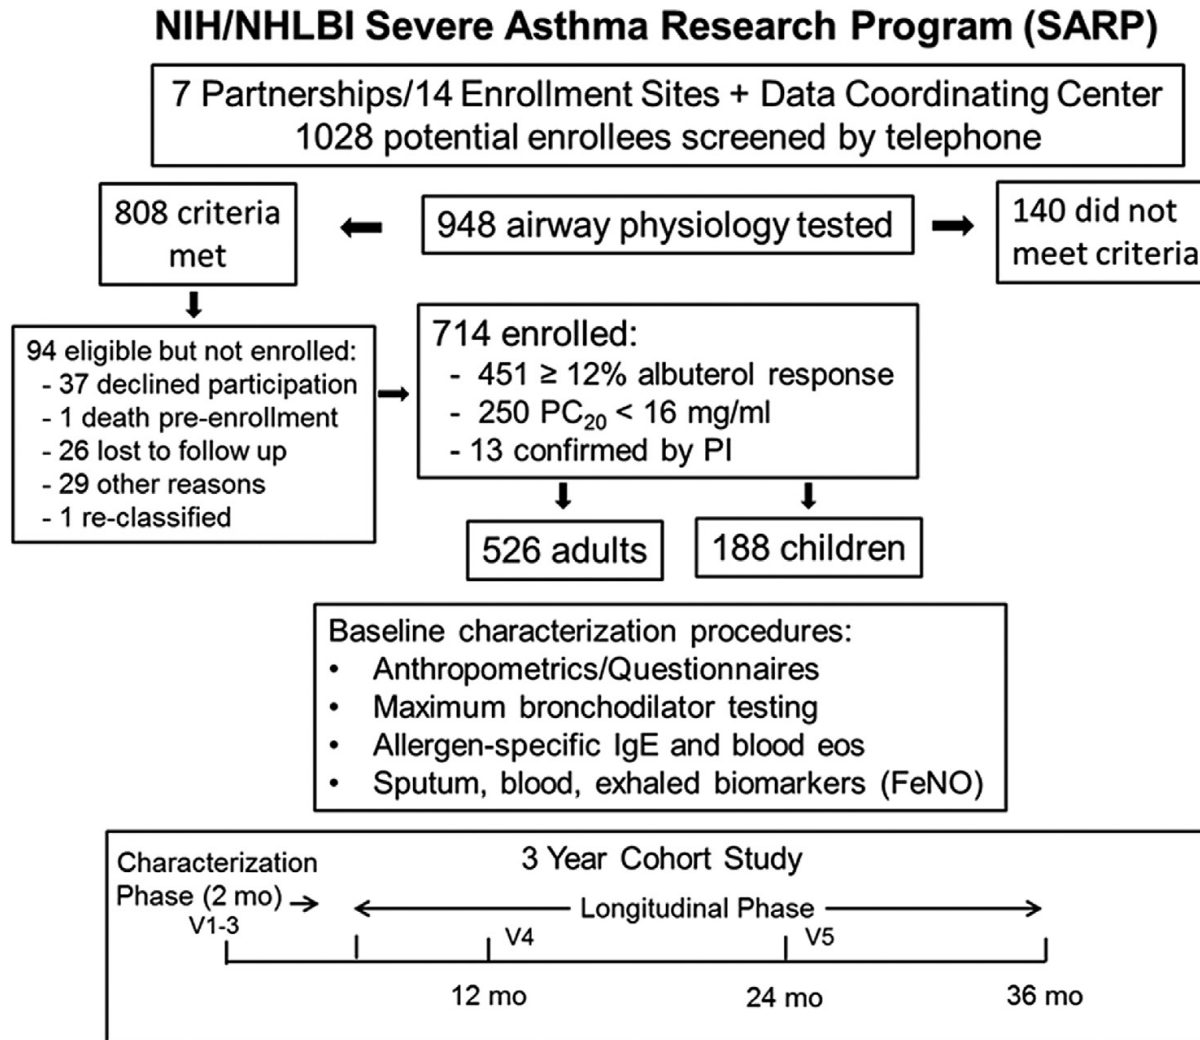 NIH/NHLBI Severe Asthma Research Program (SARP)
7 Partnerships/14 Enrollment Sites + Data Coordinating Center
1028 potential enrollees screened by telephone
808 criteria
met
948 airway physiology tested
140 did not
meet criteria
94 eligible but not enrolled:
- 37 declined participation
- 1 death pre-enrollment
- 26 lost to follow up
- 29 other reasons
- 1 re-classified
714 enrolled:
- 451 ≥ 12% albuterol response
- 250 PC₂₀ < 16 mg/ml
- 13 confirmed by PI
526 adults
188 children
Baseline characterization procedures:
• Anthropometrics/Questionnaires
• Maximum bronchodilator testing
• Allergen-specific IgE and blood eos
• Sputum, blood, exhaled biomarkers (FeNO)
3 Year Cohort Study
Characterization
Phase (2 mo)
Longitudinal Phase
V1-3
V4
V5
12 mo
24 mo
36 mo